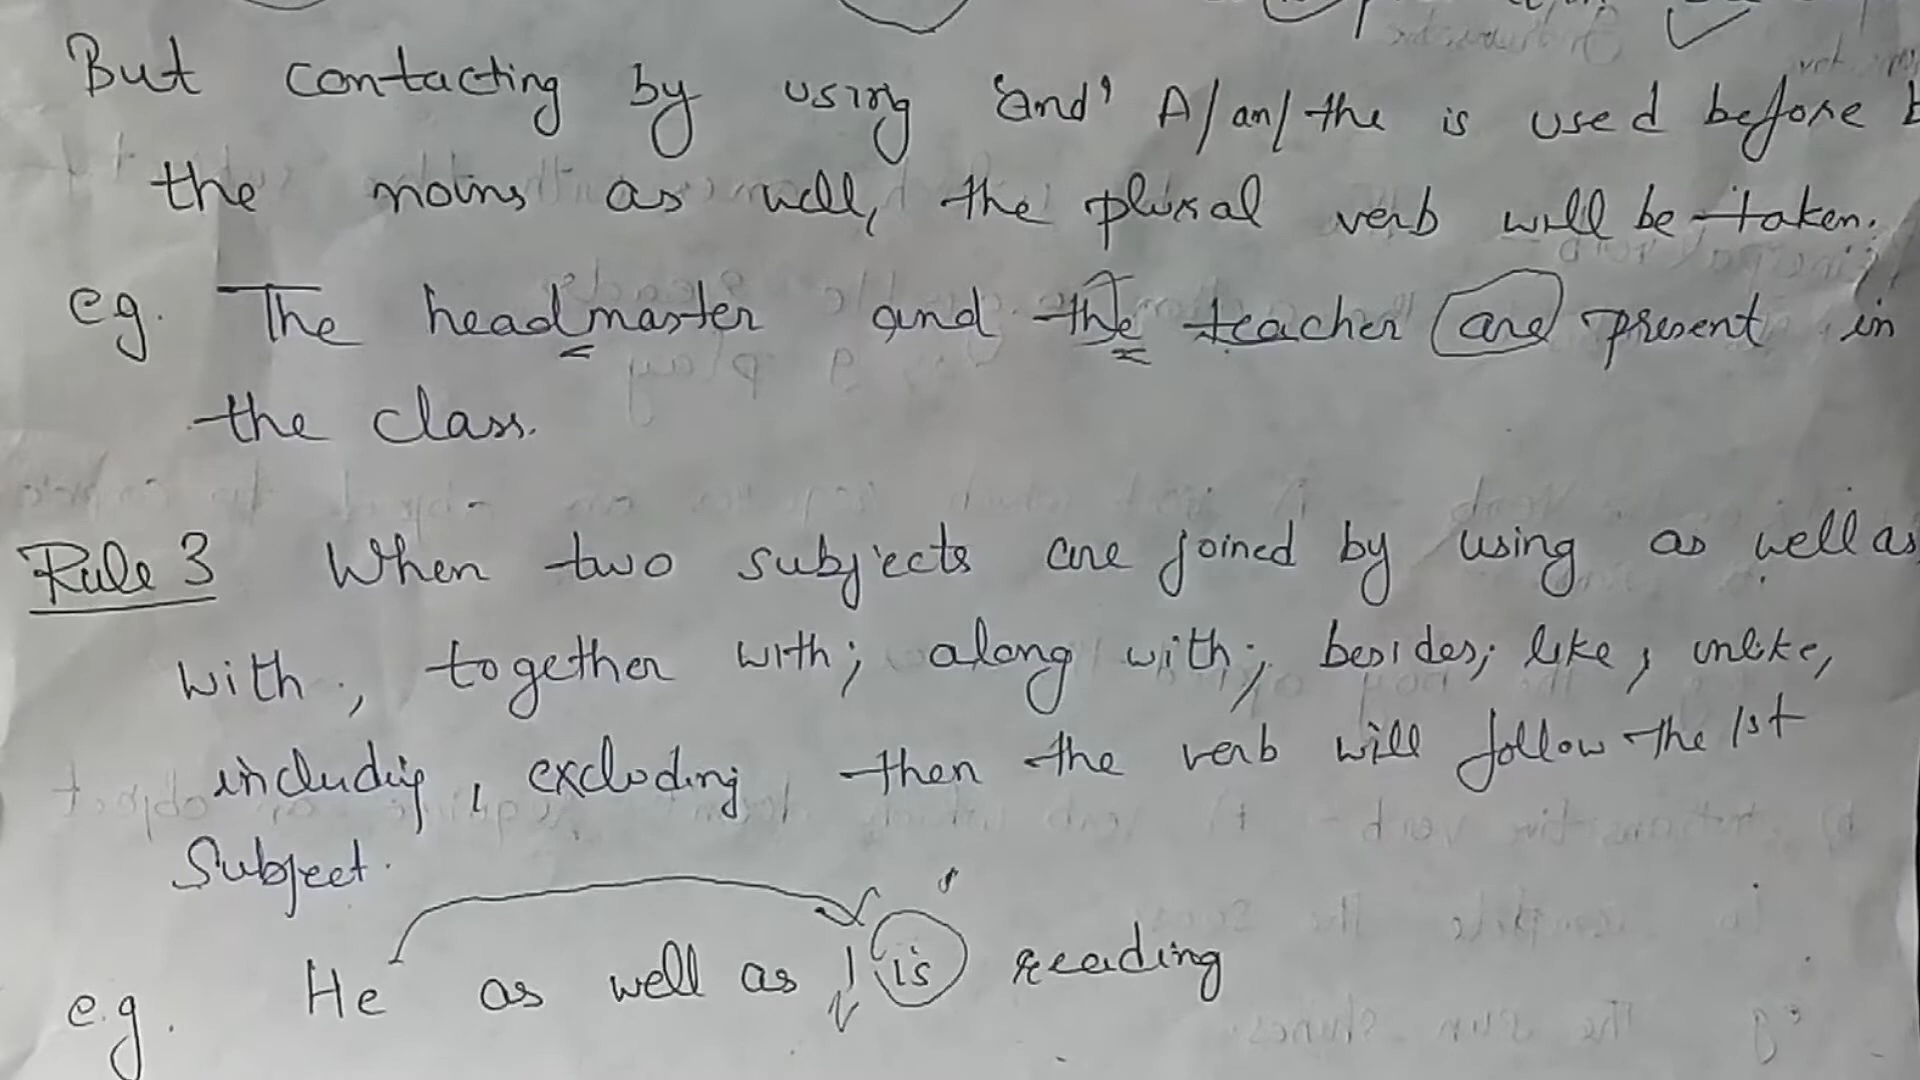 But contacting by using 'and' A/an/the is used before
the nouns as well, the plural verb will be taken.
eg. The headmaster and the teacher are present in
the class.
Rule 3 When two subjects are joined by using as well as
with, together with; along with; besides; like; unlike,
including, excluding then the verb will follow the 1st
Subject.
e.g. He as well as I is reading